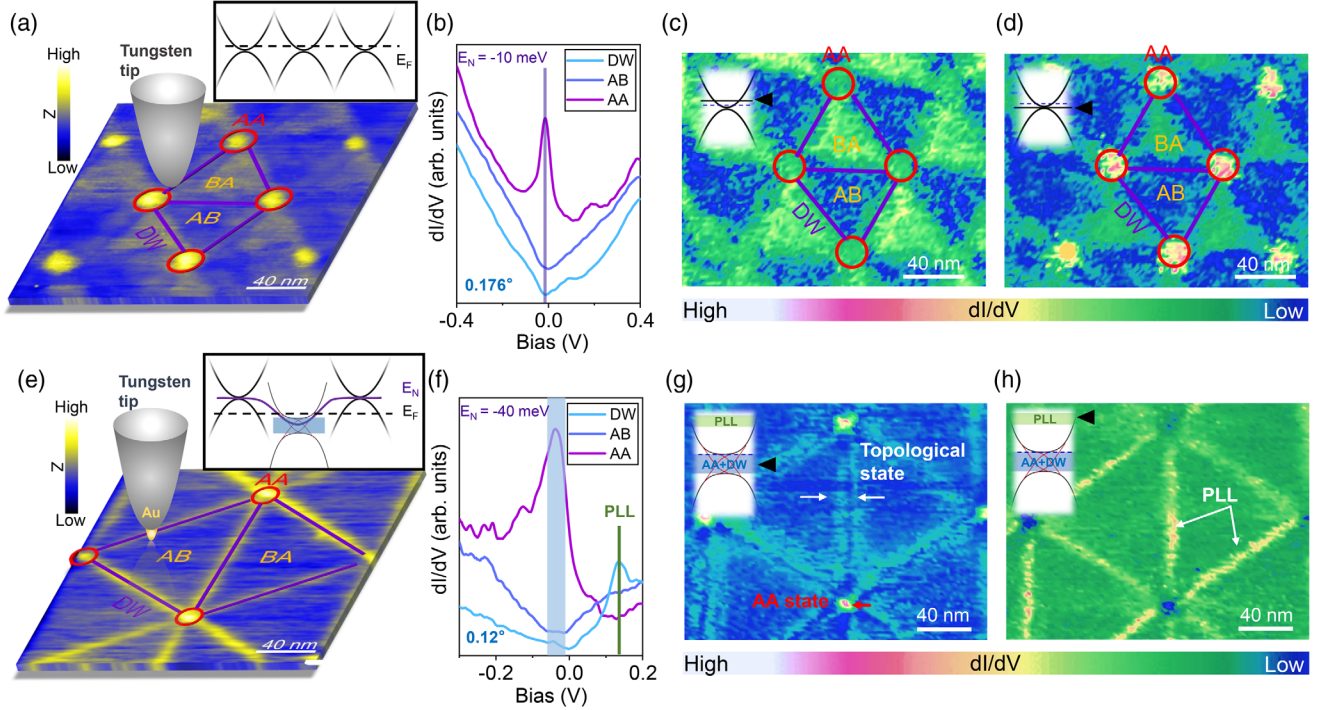 (a)
High
Z
Low
Tungsten
tip
E_F
AA
BA
AB
DW
40 nm
(b)
E_N = -10 meV
DW
AB
AA
dI/dV (arb. units)
0.176°
-0.4 0.0 0.4
Bias (V)
(c)
AA
BA
AB
DW
40 nm
(d)
AA
BA
AB
DW
40 nm
High dI/dV Low
(e)
High
Z
Low
Tungsten
tip
Au
E_N
E_F
AA
AB
BA
DW
40 nm
(f)
E_N = -40 meV
DW
AB
AA
PLL
dI/dV (arb. units)
0.12°
-0.2 0.0 0.2
Bias (V)
(g)
PLL
AA+DW
Topological
state
AA state
40 nm
(h)
PLL
AA+DW
PLL
40 nm
High dI/dV Low